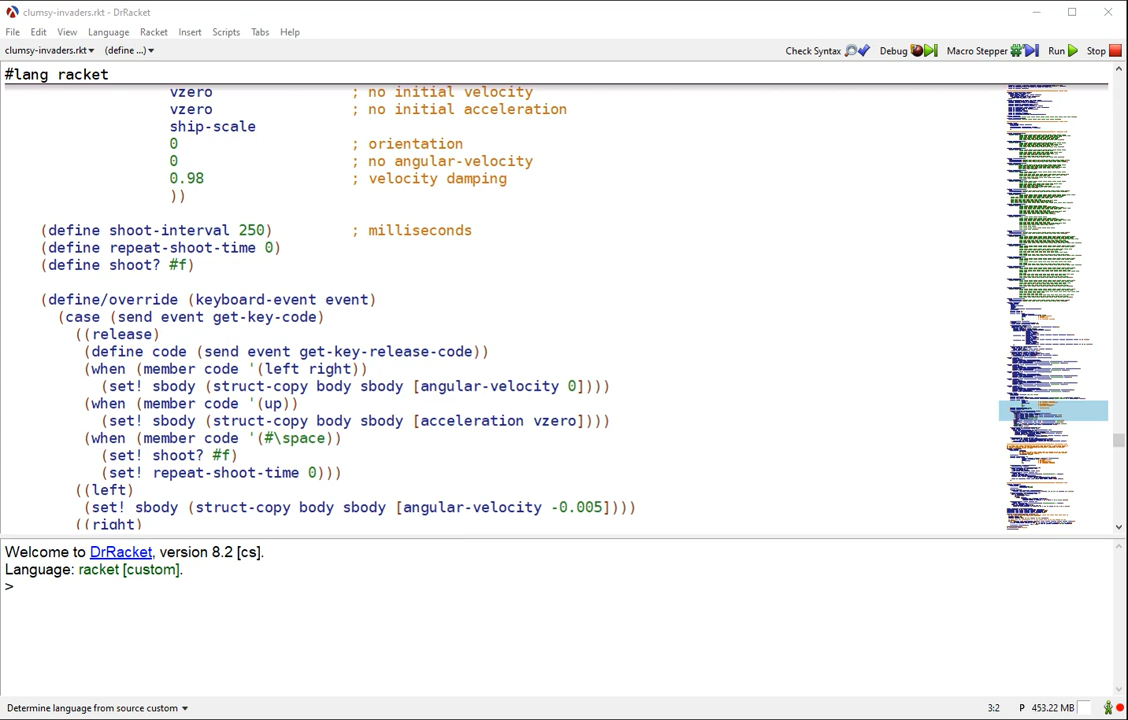 clumsy-invaders.rkt - DrRacket
File Edit View Language Racket Insert Scripts Tabs Help
clumsy-invaders.rkt▾ (define ...)▾ Check Syntax Debug Macro Stepper Run Stop
#lang racket
vzero ; no initial velocity
vzero ; no initial acceleration
ship-scale
0 ; orientation
0 ; no angular-velocity
0.98 ; velocity damping
))
(define shoot-interval 250) ; milliseconds
(define repeat-shoot-time 0)
(define shoot? #f)
(define/override (keyboard-event event)
(case (send event get-key-code)
((release)
(define code (send event get-key-release-code))
(when (member code '(left right))
(set! sbody (struct-copy body sbody [angular-velocity 0])))
(when (member code '(up))
(set! sbody (struct-copy body sbody [acceleration vzero])))
(when (member code '(#\space))
(set! shoot? #f)
(set! repeat-shoot-time 0)))
((left)
(set! sbody (struct-copy body sbody [angular-velocity -0.005])))
((right)
Welcome to DrRacket, version 8.2 [cs].
Language: racket [custom].
>
Determine language from source custom ▾ 3:2 P 453.22 MB